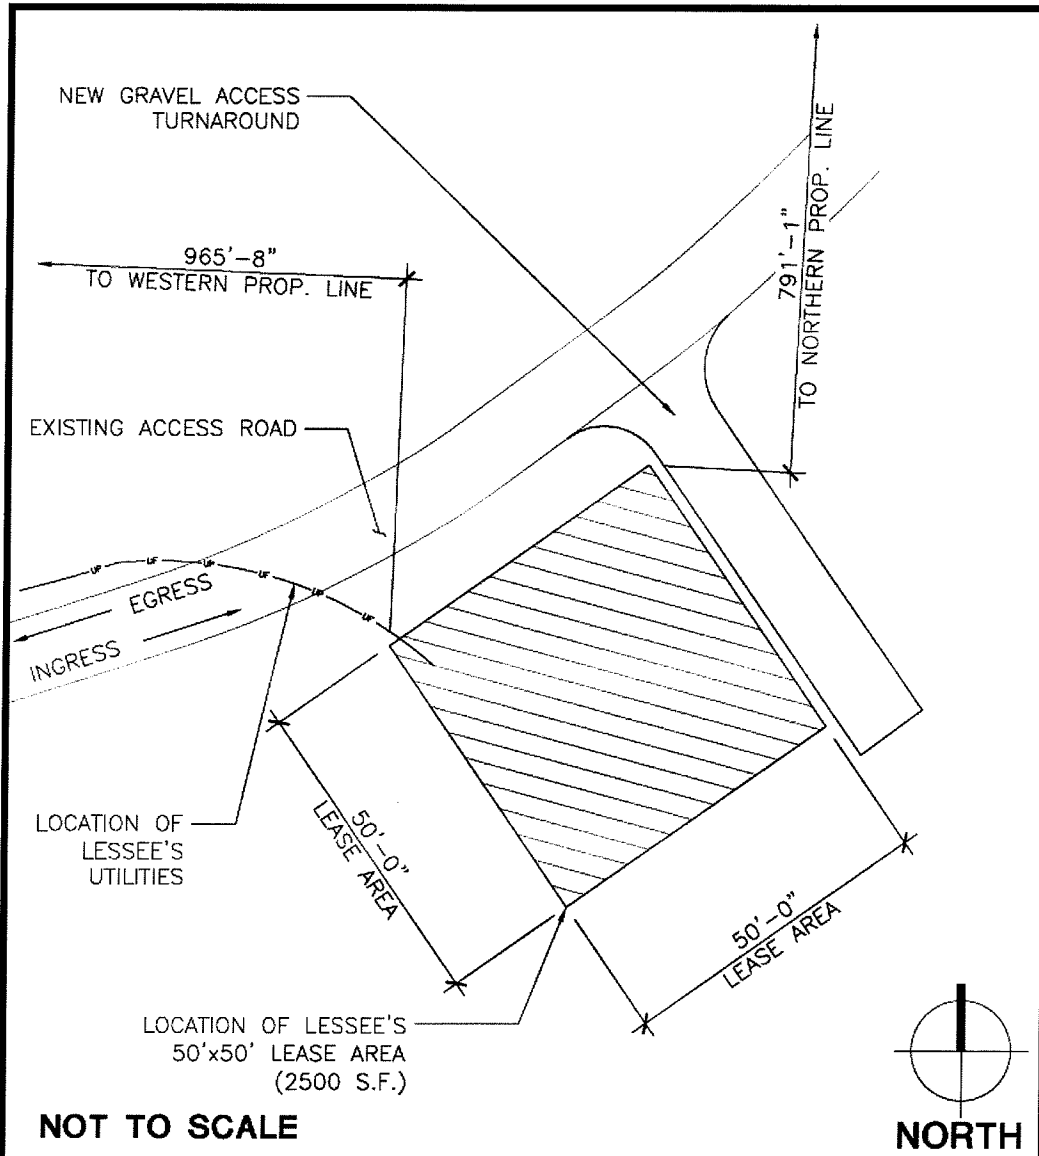 NEW GRAVEL ACCESS
TURNAROUND
791'-1"
TO NORTHERN PROP. LINE
965'-8"
TO WESTERN PROP. LINE
EXISTING ACCESS ROAD
EGRESS
INGRESS
LOCATION OF
LESSEE'S
UTILITIES
50'-0"
LEASE AREA
50'-0"
LEASE AREA
LOCATION OF LESSEE'S
50'x50' LEASE AREA
(2500 S.F.)
NOT TO SCALE
NORTH